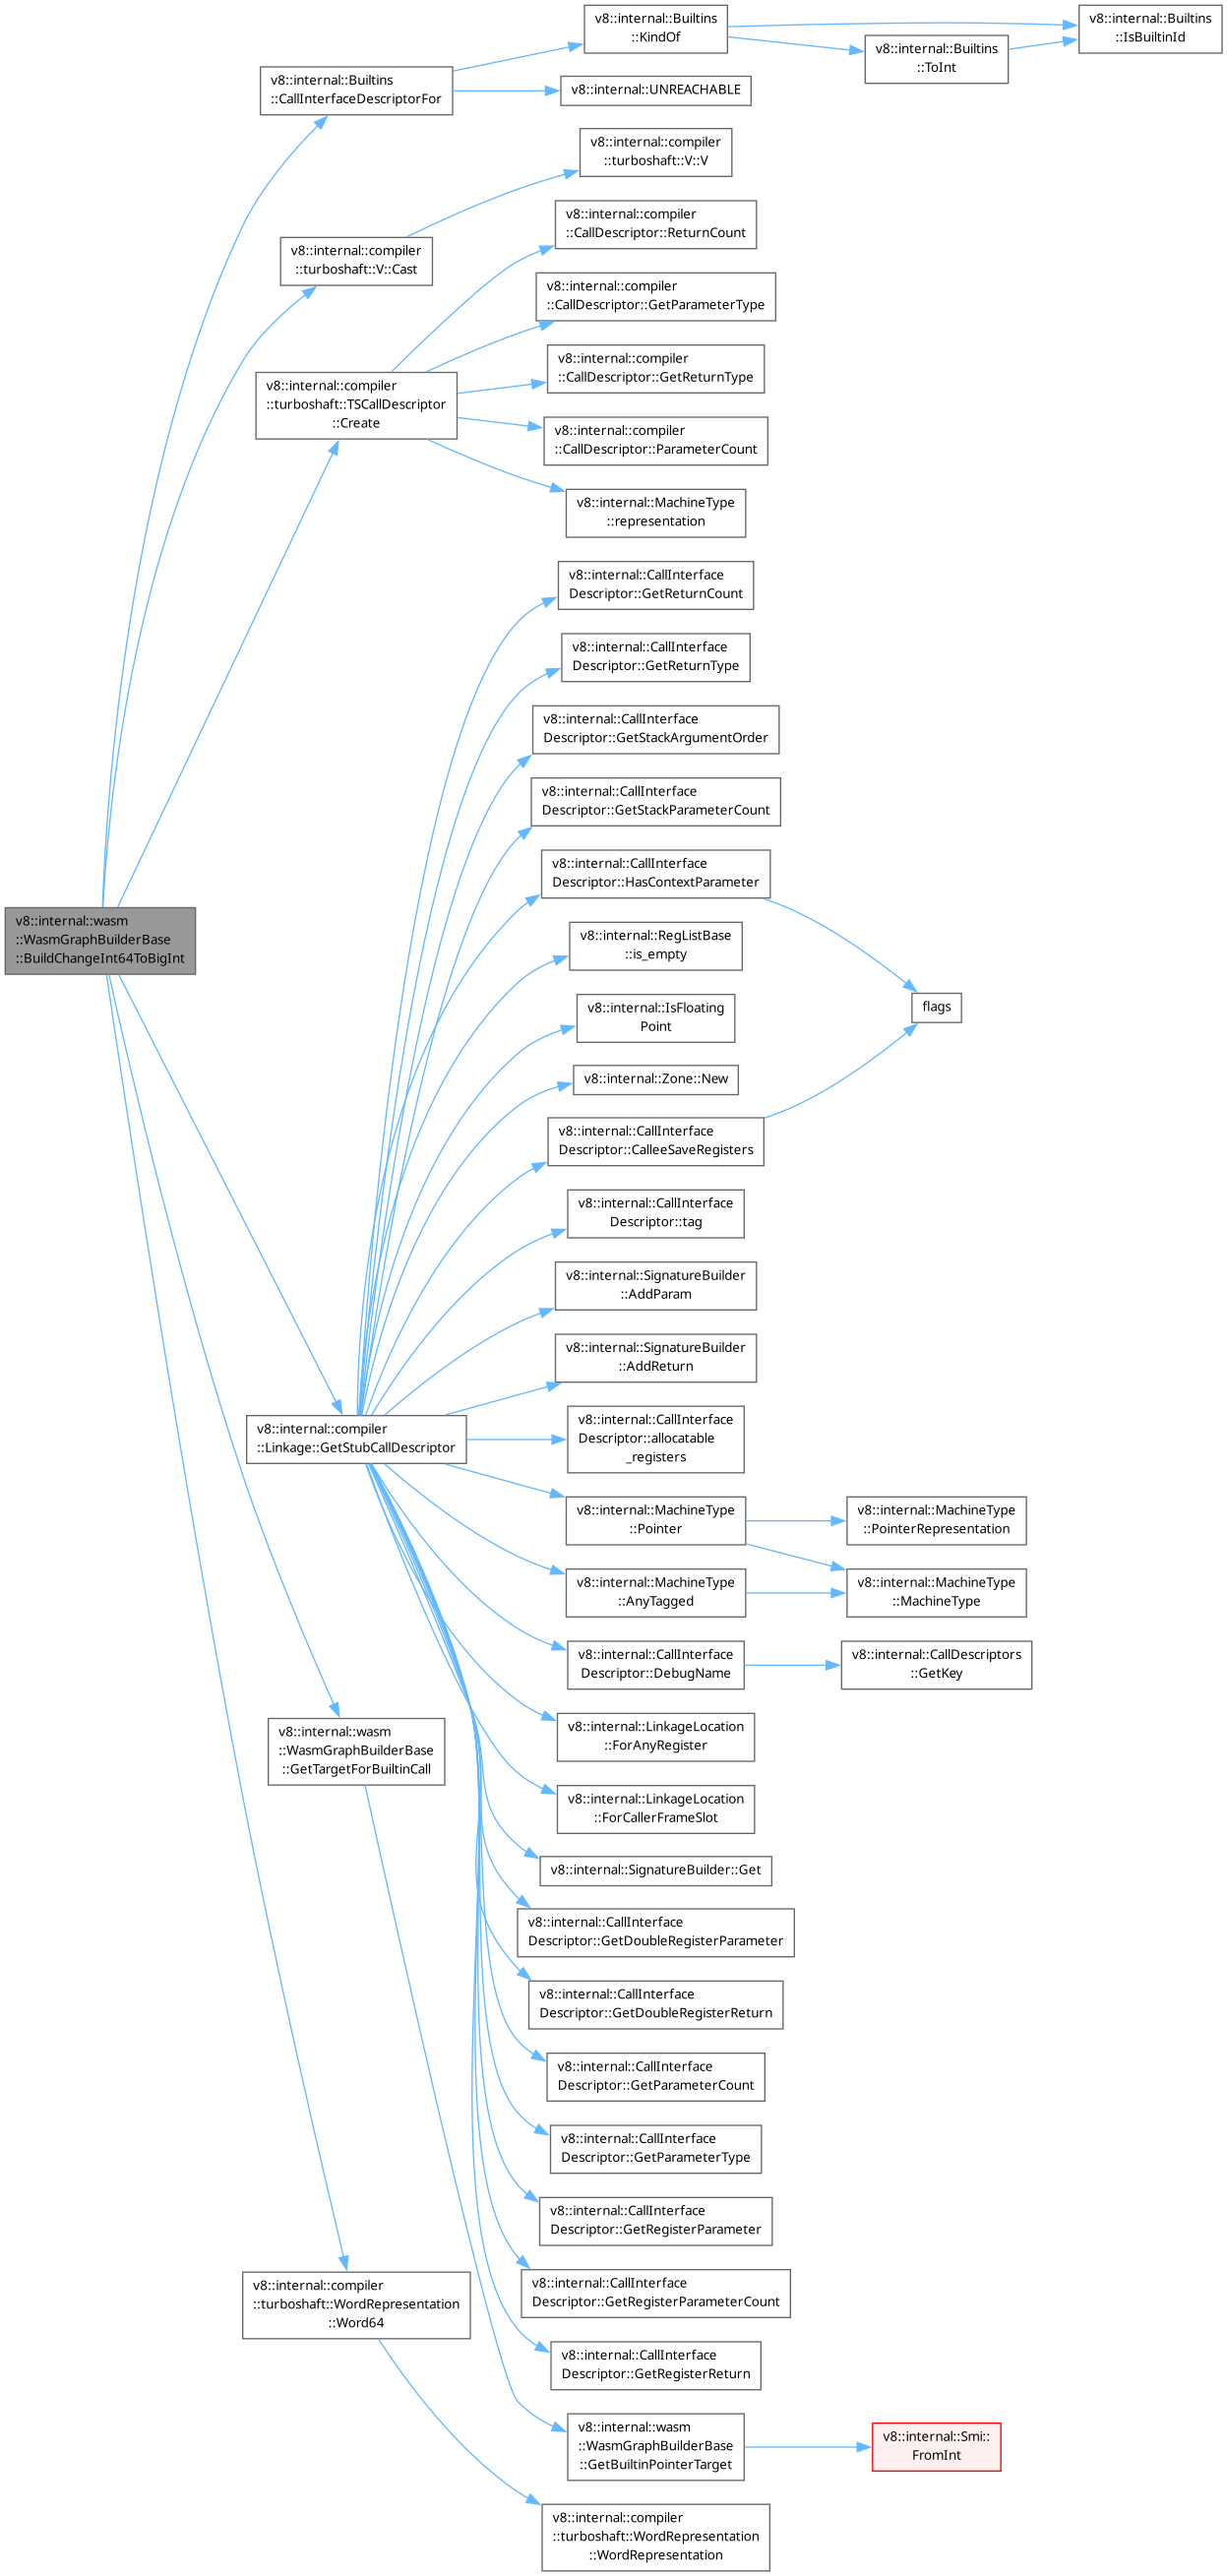 v8::internal::Builtins
::KindOf
v8::internal::Builtins
::IsBuiltinId
v8::internal::Builtins
::ToInt
v8::internal::Builtins
::CallInterfaceDescriptorFor
v8::internal::UNREACHABLE
v8::internal::compiler
::turboshaft::V::V
v8::internal::compiler
::CallDescriptor::ReturnCount
v8::internal::compiler
::turboshaft::V::Cast
v8::internal::compiler
::CallDescriptor::GetParameterType
v8::internal::compiler
::CallDescriptor::GetReturnType
v8::internal::compiler
::turboshaft::TSCallDescriptor
::Create
v8::internal::compiler
::CallDescriptor::ParameterCount
v8::internal::MachineType
::representation
v8::internal::CallInterface
Descriptor::GetReturnCount
v8::internal::CallInterface
Descriptor::GetReturnType
v8::internal::CallInterface
Descriptor::GetStackArgumentOrder
v8::internal::CallInterface
Descriptor::GetStackParameterCount
v8::internal::CallInterface
Descriptor::HasContextParameter
v8::internal::wasm
::WasmGraphBuilderBase
::BuildChangeInt64ToBigInt
v8::internal::RegListBase
::is_empty
v8::internal::IsFloating
Point
flags
v8::internal::Zone::New
v8::internal::CallInterface
Descriptor::CalleeSaveRegisters
v8::internal::CallInterface
Descriptor::tag
v8::internal::SignatureBuilder
::AddParam
v8::internal::SignatureBuilder
::AddReturn
v8::internal::compiler
::Linkage::GetStubCallDescriptor
v8::internal::CallInterface
Descriptor::allocatable
_registers
v8::internal::MachineType
::Pointer
v8::internal::MachineType
::PointerRepresentation
v8::internal::MachineType
::AnyTagged
v8::internal::MachineType
::MachineType
v8::internal::CallInterface
Descriptor::DebugName
v8::internal::CallDescriptors
::GetKey
v8::internal::LinkageLocation
::ForAnyRegister
v8::internal::wasm
::WasmGraphBuilderBase
::GetTargetForBuiltinCall
v8::internal::LinkageLocation
::ForCallerFrameSlot
v8::internal::SignatureBuilder::Get
v8::internal::CallInterface
Descriptor::GetDoubleRegisterParameter
v8::internal::CallInterface
Descriptor::GetDoubleRegisterReturn
v8::internal::CallInterface
Descriptor::GetParameterCount
v8::internal::CallInterface
Descriptor::GetParameterType
v8::internal::CallInterface
Descriptor::GetRegisterParameter
v8::internal::compiler
::turboshaft::WordRepresentation
::Word64
v8::internal::CallInterface
Descriptor::GetRegisterParameterCount
v8::internal::CallInterface
Descriptor::GetRegisterReturn
v8::internal::wasm
::WasmGraphBuilderBase
::GetBuiltinPointerTarget
v8::internal::Smi::
FromInt
v8::internal::compiler
::turboshaft::WordRepresentation
::WordRepresentation